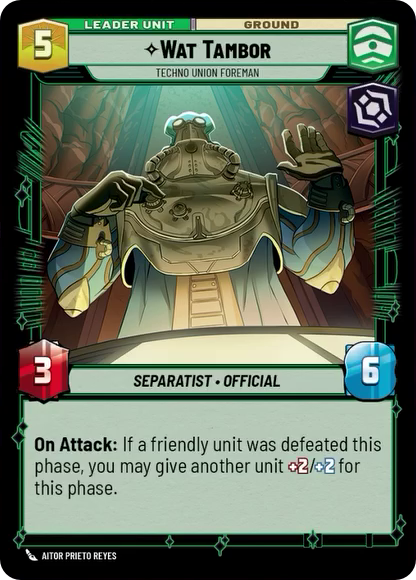 LEADER UNIT
GROUND
5
WAT TAMBOR
TECHNO UNION FOREMAN
3
SEPARATIST • OFFICIAL
6
On Attack: If a friendly unit was defeated this
phase, you may give another unit +2/+2 for
this phase.
AITOR PRIETO REYES